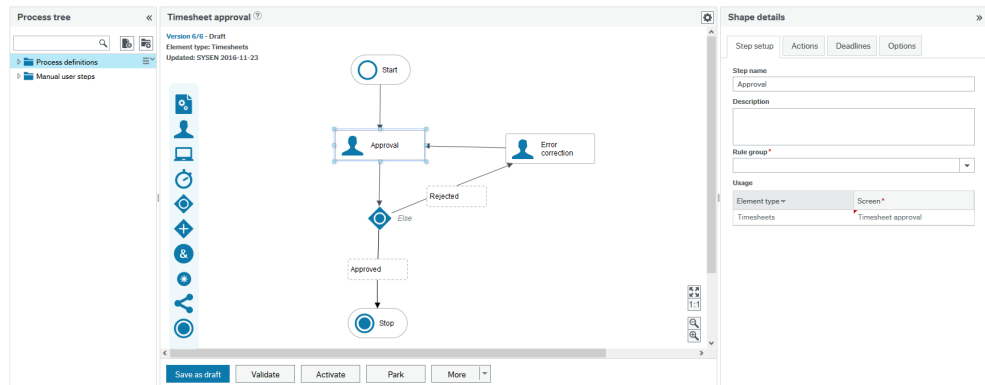 Process tree
«
Process definitions
Manual user steps
Timesheet approval ?
Version 6/6 - Draft
Element type: Timesheets
Updated: SYSEN 2016-11-23
Start
Approval
Error
correction
Rejected
Else
Approved
Stop
&
1:1
Save as draft
Validate
Activate
Park
More
Shape details
»
Step setup
Actions
Deadlines
Options
Step name
Approval
Description
Rule group*
Usage
Element type
Screen*
Timesheets
Timesheet approval